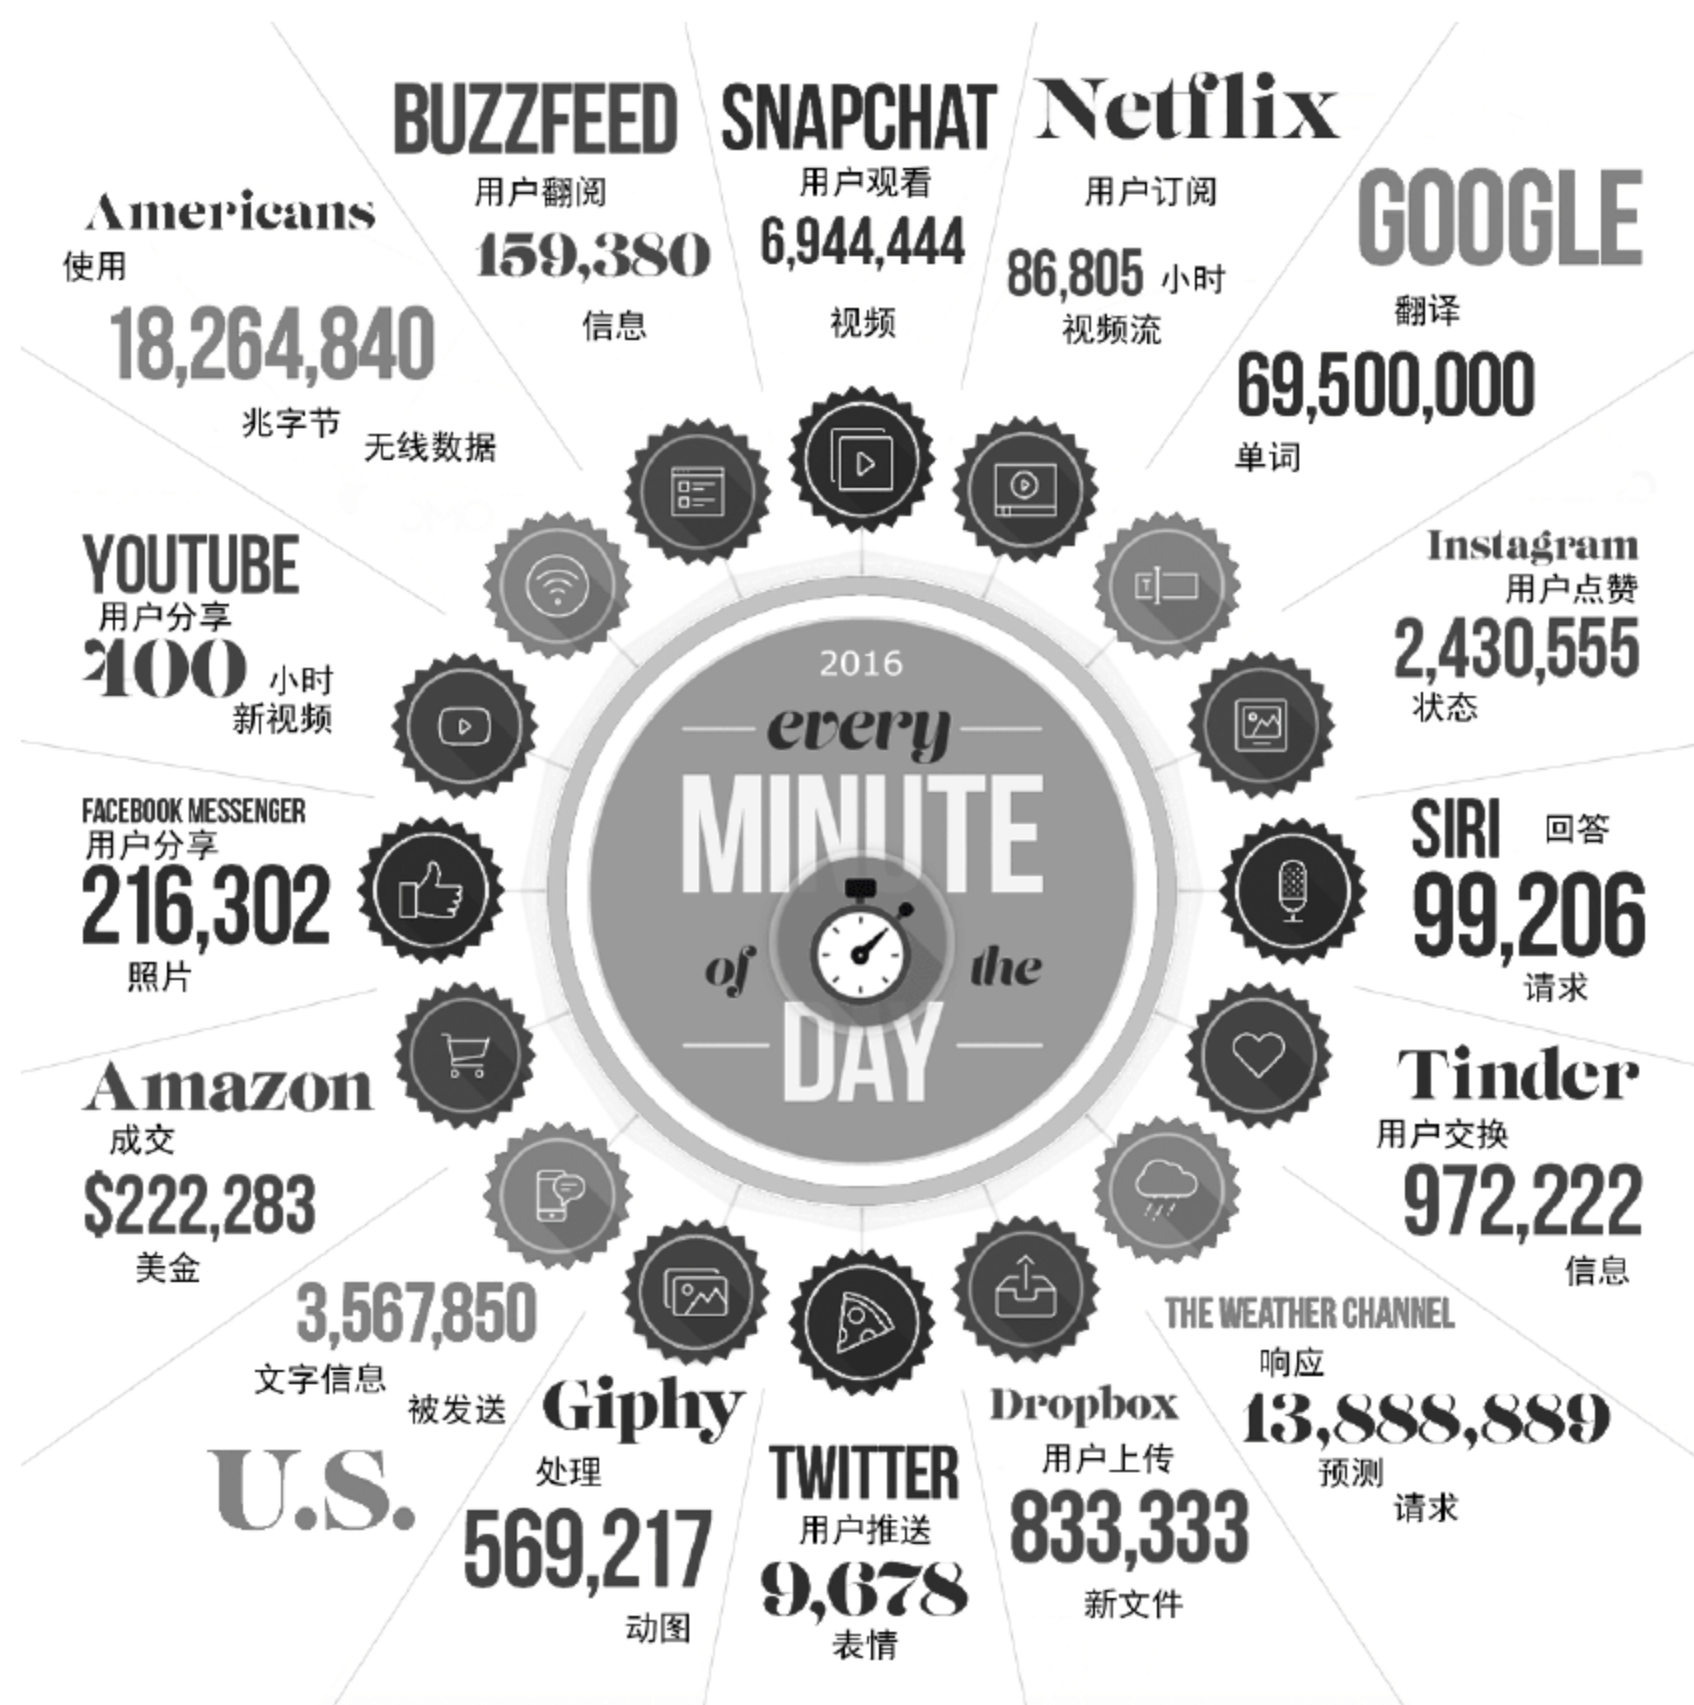 BUZZFEED
用户翻阅
159,380
信息
SNAPCHAT
用户观看
6,944,444
视频
Netflix
用户订阅
86,805 小时
视频流
GOOGLE
翻译
69,500,000
单词
Instagram
用户点赞
2,430,555
状态
SIRI 回答
99,206
请求
Tinder
用户交换
972,222
信息
THE WEATHER CHANNEL
响应
13,888,889
预测
请求
Dropbox
用户上传
833,333
新文件
TWITTER
用户推送
9,678
表情
Giphy
处理
569,217
动图
3,567,850
文字信息
被发送
U.S.
Amazon
成交
$222,283
美金
FACEBOOK MESSENGER
用户分享
216,302
照片
YOUTUBE
用户分享
400 小时
新视频
Americans
使用
18,264,840
兆字节
无线数据
2016
every
MINUTE
of the
DAY